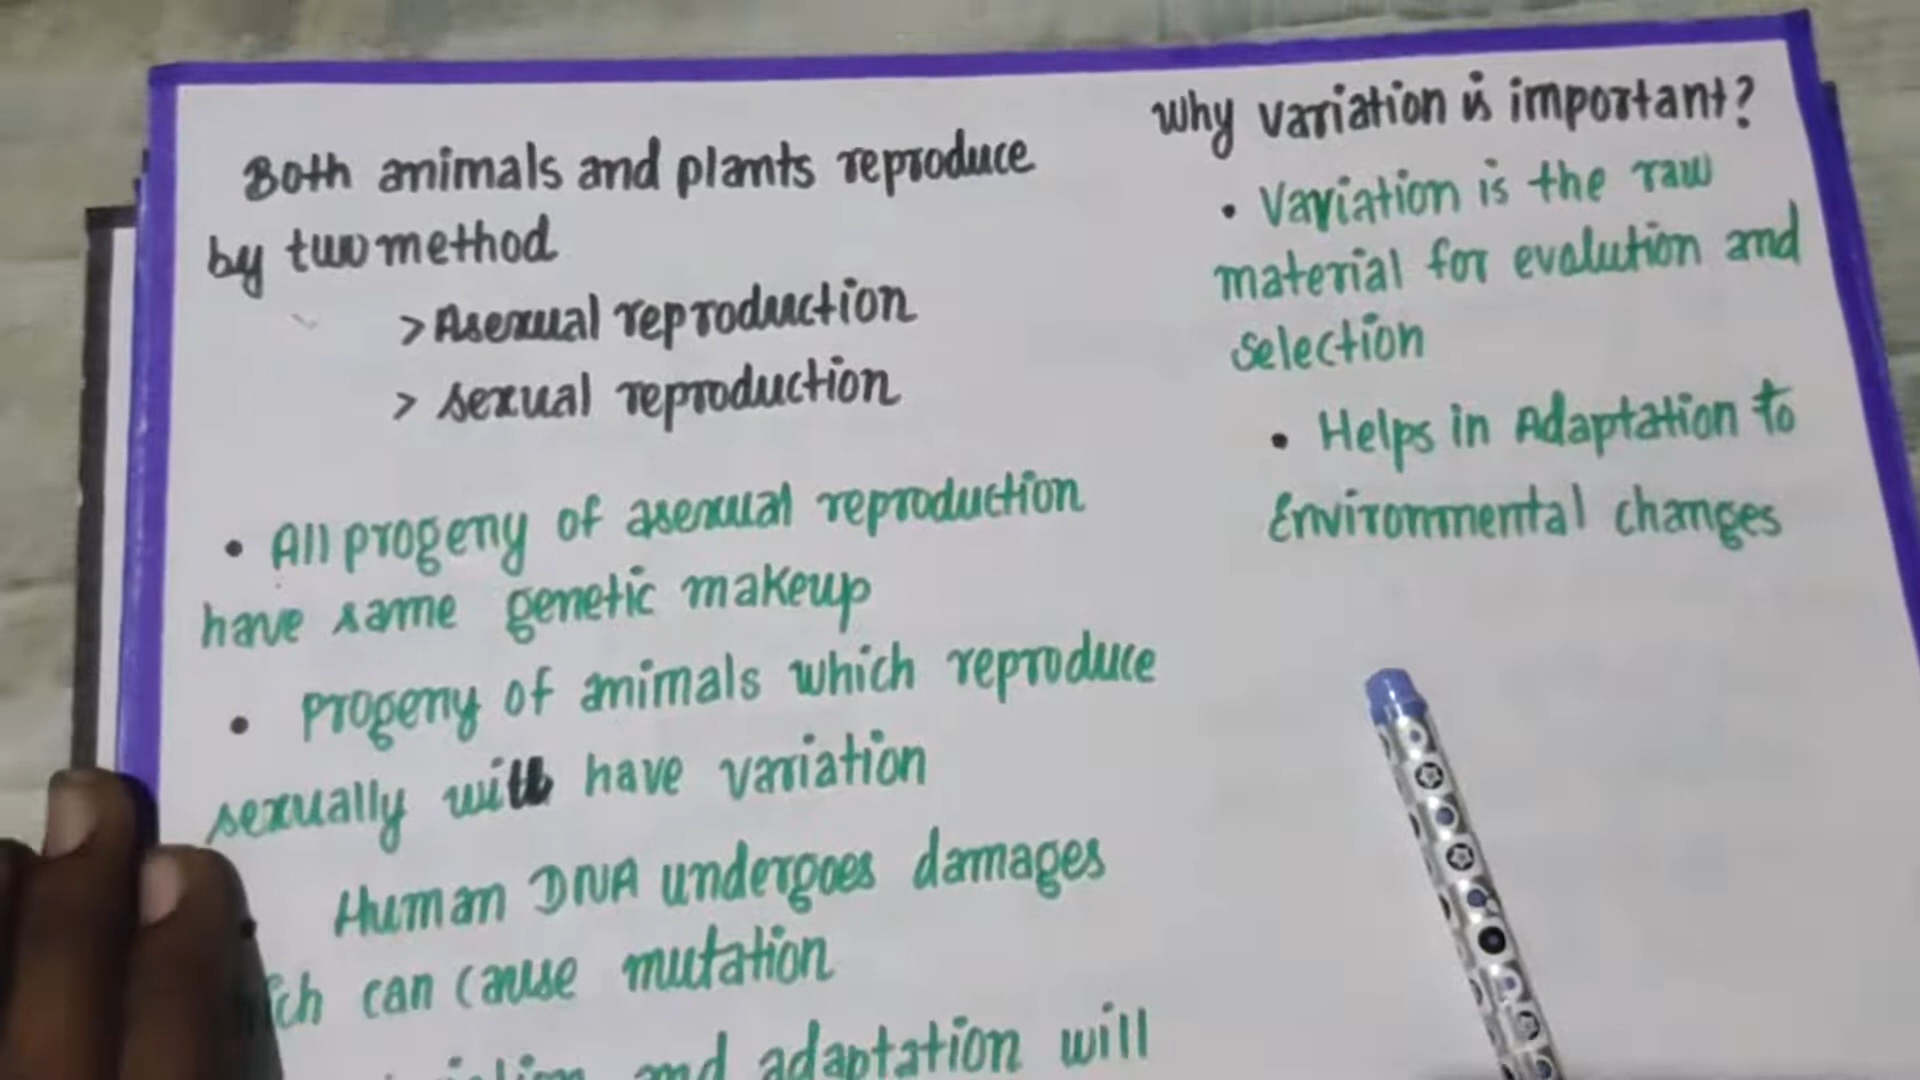 Both animals and plants reproduce
by two method
> Asexual reproduction
> sexual reproduction
• All progeny of asexual reproduction
have same genetic makeup
• progeny of animals which reproduce
sexually will have variation
Human DNA undergoes damages
can cause mutation
and adaptation will
Why variation is important?
• Variation is the raw
material for evolution and
selection
• Helps in Adaptation to
Environmental changes